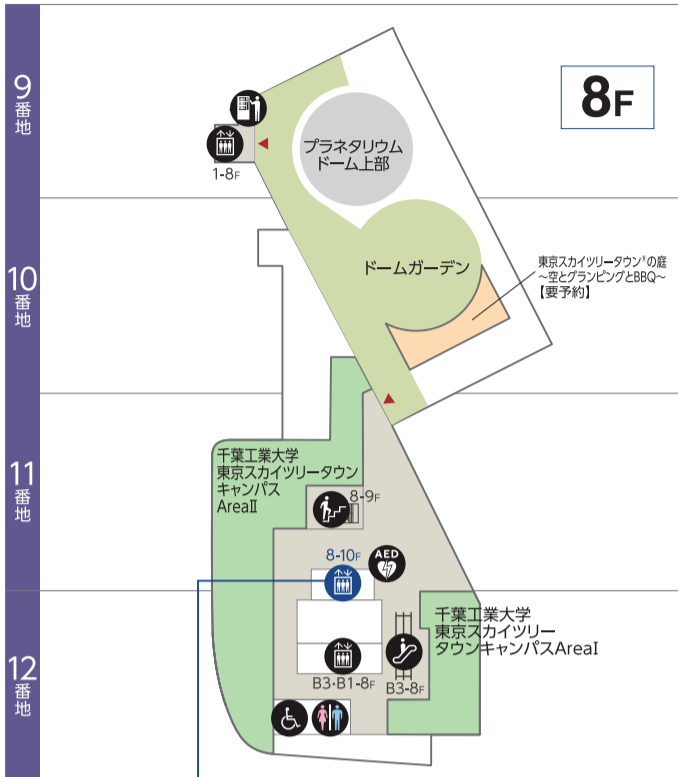 9
番地
8F
プラネタリウム
ドーム上部
1-8F
10
番地
ドームガーデン
東京スカイツリータウン®の庭
～空とグランピングとBBQ～
【要予約】
11
番地
千葉工業大学
東京スカイツリータウン
キャンパス
AreaⅡ
8-9F
8-10F
AED
12
番地
千葉工業大学
東京スカイツリー
タウンキャンパスAreaⅠ
B3・B1-8F
B3-8F